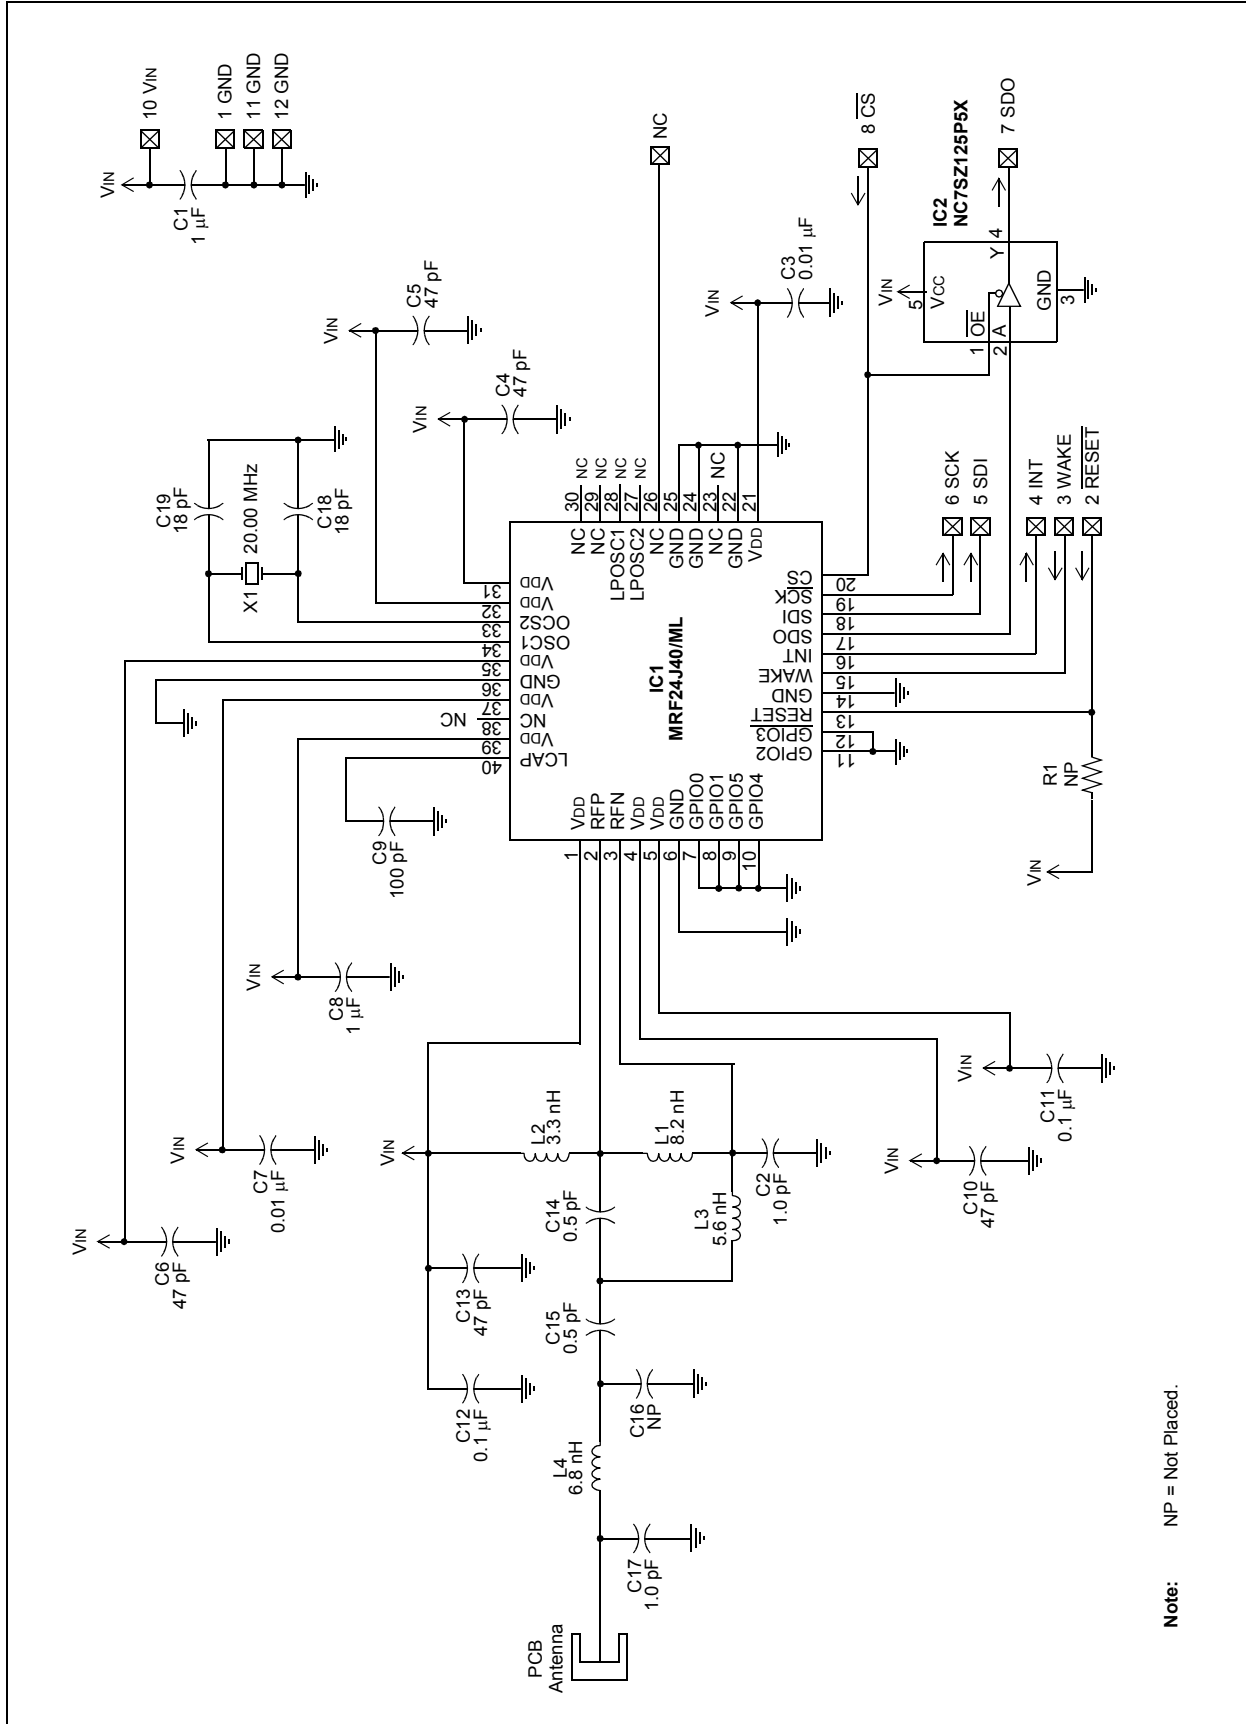 VIN
10 VIN
C1
1 µF
1 GND
11 GND
12 GND
NC
8 CS
7 SDO
IC2
NC7SZ125P5X
VIN
5
VCC
Y
4
1
OE
2
A
GND
3
C19
18 pF
X1
20.00 MHz
C18
18 pF
VIN
C5
47 pF
VIN
C4
47 pF
VIN
C3
0.01 µF
30
NC
29
NC
28
NC
27
NC
26
25
24
23
NC
22
21
NC
NC
LPOSC1
LPOSC2
NC
GND
GND
NC
GND
VDD
31
VDD
32
VDD
33
OCS2
34
OSC1
35
VDD
36
GND
37
VDD
38
NC
NC
39
VDD
40
LCAP
IC1
MRF24J40/ML
20
CS
19
SCK
18
SDI
17
SDO
16
INT
15
WAKE
14
GND
13
RESET
12
GPIO3
11
GPIO2
6 SCK
5 SDI
4 INT
3 WAKE
2 RESET
R1
NP
VIN
VDD
RFP
RFN
VDD
VDD
GND
GPIO0
GPIO1
GPIO5
GPIO4
1
2
3
4
5
6
7
8
9
10
C9
100 pF
VIN
C8
1 µF
VIN
C7
0.01 µF
VIN
C6
47 pF
VIN
L2
3.3 nH
L1
8.2 nH
C2
1.0 pF
L3
5.6 nH
C14
0.5 pF
C15
0.5 pF
C13
47 pF
C12
0.1 µF
C16
NP
L4
6.8 nH
C17
1.0 pF
PCB
Antenna
VIN
C11
0.1 µF
VIN
C10
47 pF
Note: NP = Not Placed.